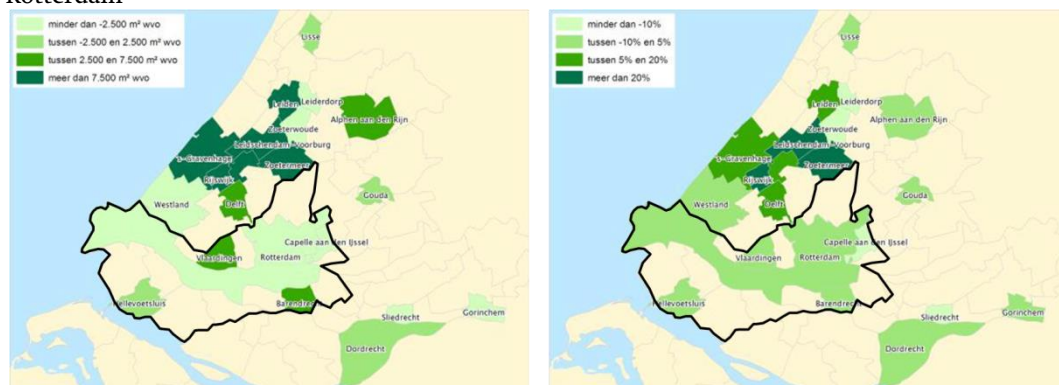 Rotterdam
minder dan -2.500 m² wvo
tussen -2.500 en 2.500 m² wvo
tussen 2.500 en 7.500 m² wvo
meer dan 7.500 m² wvo
Lisse
Leiden
Leiderdorp
Alphen aan den Rijn
Zoeterwoude
Leidschendam-Voorburg
's-Gravenhage
Zoetermeer
Rijswijk
Gouda
Westland
Delft
Capelle aan den IJssel
Vlaardingen
Rotterdam
Hellevoetsluis
Barendrecht
Sliedrecht
Gorinchem
Dordrecht
minder dan -10%
tussen -10% en 5%
tussen 5% en 20%
meer dan 20%
Lisse
Leiden
Leiderdorp
Alphen aan den Rijn
Zoeterwoude
Leidschendam-Voorburg
's-Gravenhage
Zoetermeer
Rijswijk
Gouda
Westland
Delft
Capelle aan den IJssel
Vlaardingen
Rotterdam
Hellevoetsluis
Barendrecht
Sliedrecht
Gorinchem
Dordrecht